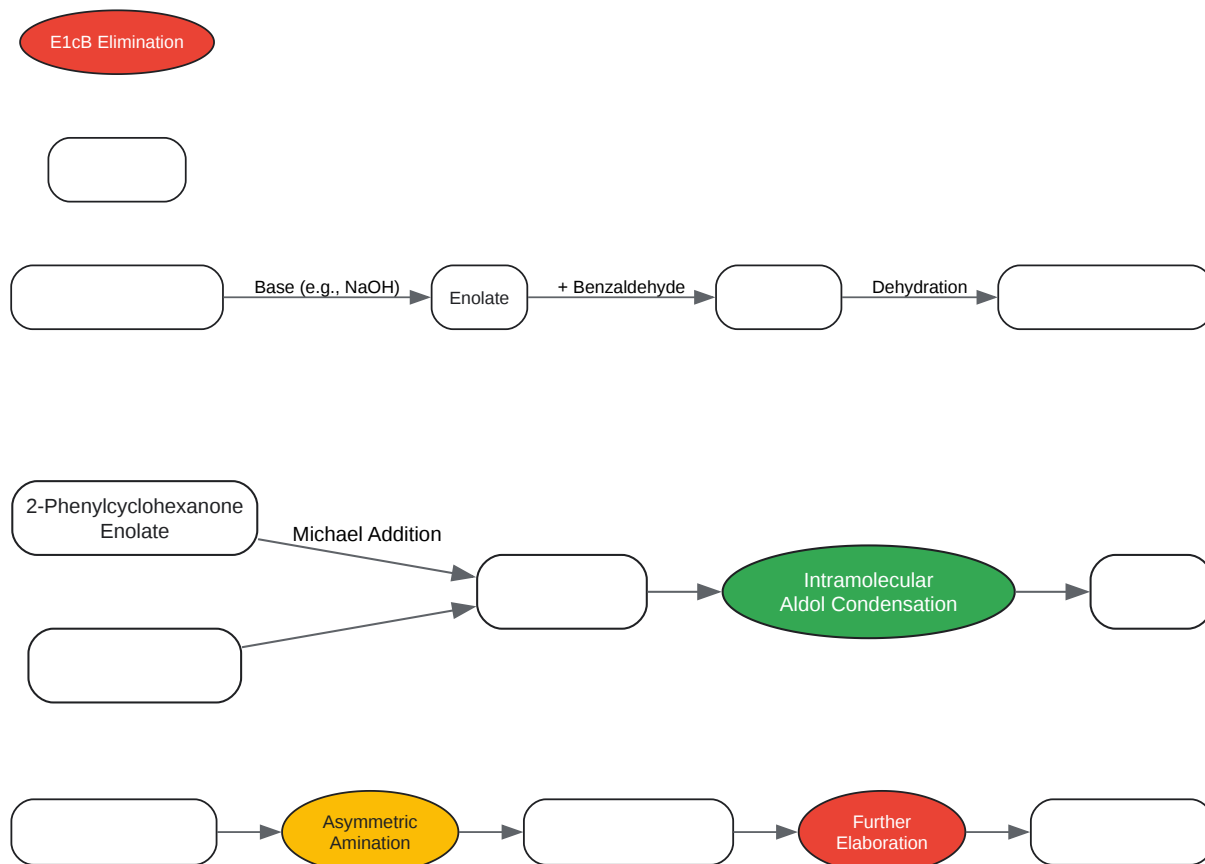 E1cB Elimination
Base (e.g., NaOH)
Enolate
+ Benzaldehyde
Dehydration
2-Phenylcyclohexanone
Enolate
Michael Addition
Intramolecular
Aldol Condensation
Asymmetric
Amination
Further
Elaboration